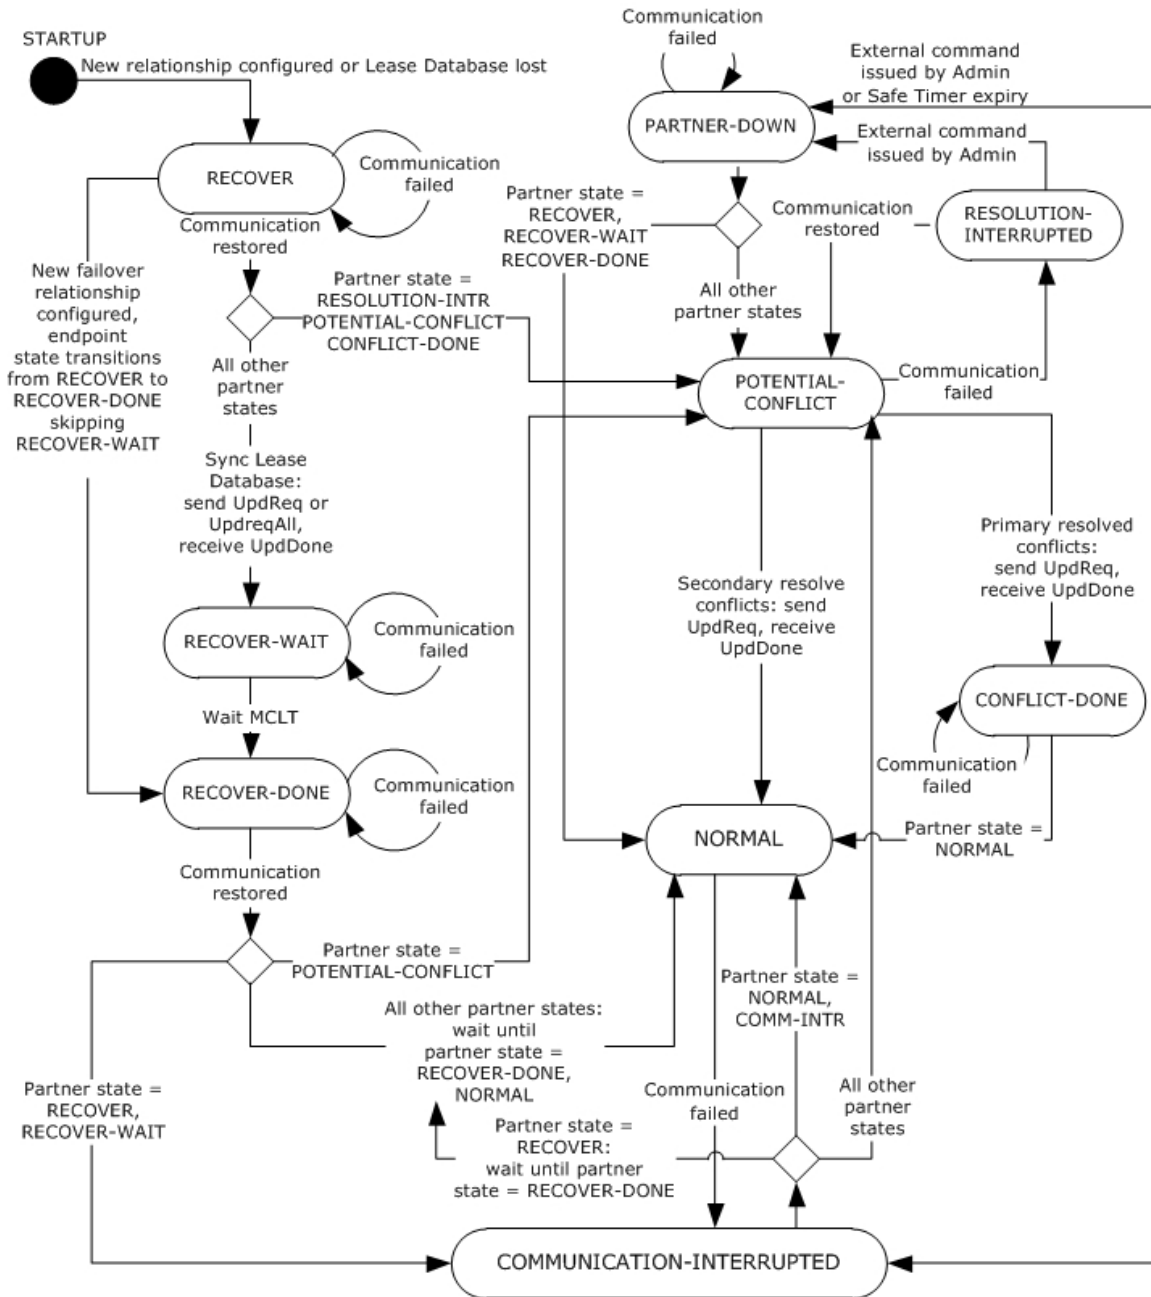 STARTUP
New relationship configured or Lease Database lost
RECOVER
Communication
failed
Communication
restored
New failover
relationship
configured,
endpoint
state transitions
from RECOVER to
RECOVER-DONE
skipping
RECOVER-WAIT
Partner state =
RESOLUTION-INTR
POTENTIAL-CONFLICT
CONFLICT-DONE
All other
partner
states
Sync Lease
Database:
send UpdReq or
UpdreqAll,
receive UpdDone
RECOVER-WAIT
Communication
failed
Wait MCLT
RECOVER-DONE
Communication
failed
Communication
restored
Partner state =
POTENTIAL-CONFLICT
All other partner states:
wait until
partner state =
RECOVER-DONE,
NORMAL
Partner state =
RECOVER,
RECOVER-WAIT
Communication
failed
PARTNER-DOWN
External command
issued by Admin
or Safe Timer expiry
External command
issued by Admin
Partner state =
RECOVER,
RECOVER-WAIT
RECOVER-DONE
Communication
restored
RESOLUTION-
INTERRUPTED
All other
partner states
POTENTIAL-
CONFLICT
Communication
failed
Secondary resolve
conflicts: send
UpdReq, receive
UpdDone
Primary resolved
conflicts:
send UpdReq,
receive UpdDone
CONFLICT-DONE
Communication
failed
Partner state =
NORMAL
NORMAL
Partner state =
NORMAL,
COMM-INTR
Communication
failed
All other
partner
states
Partner state =
RECOVER:
wait until partner
state = RECOVER-DONE
COMMUNICATION-INTERRUPTED